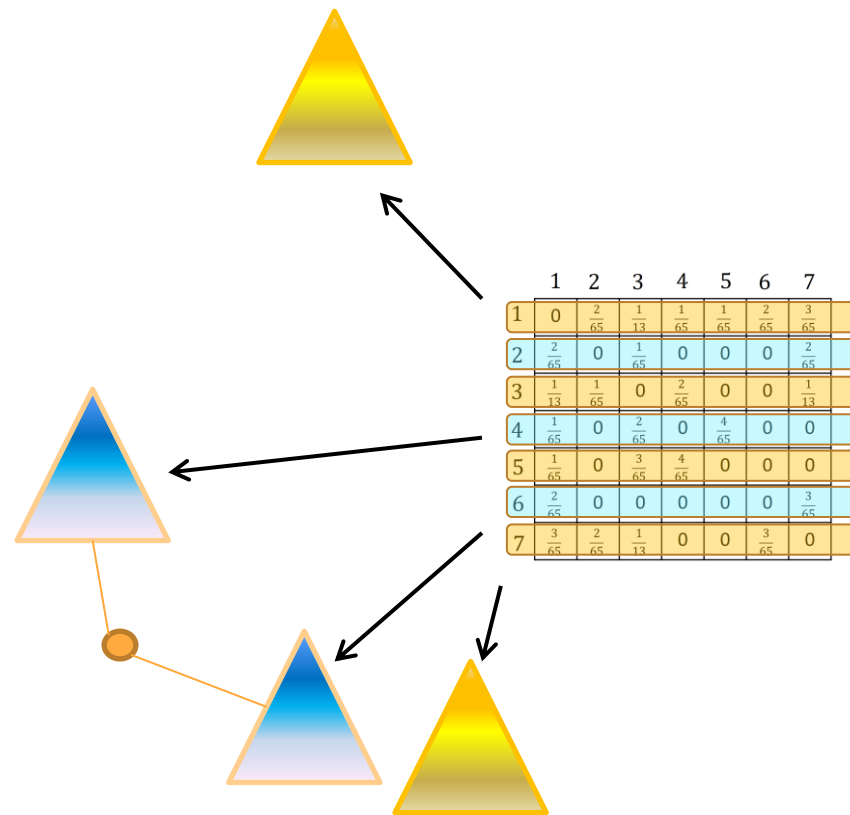 1 2 3 4 5 6 7
1 0 2/65 1/13 1/65 1/65 2/65 3/65
2 2/65 0 1/65 0 0 0 2/65
3 1/13 1/65 0 2/65 0 0 1/13
4 1/65 0 2/65 0 4/65 0 0
5 1/65 0 3/65 4/65 0 0 0
6 2/65 0 0 0 0 0 3/65
7 3/65 2/65 1/13 0 0 3/65 0